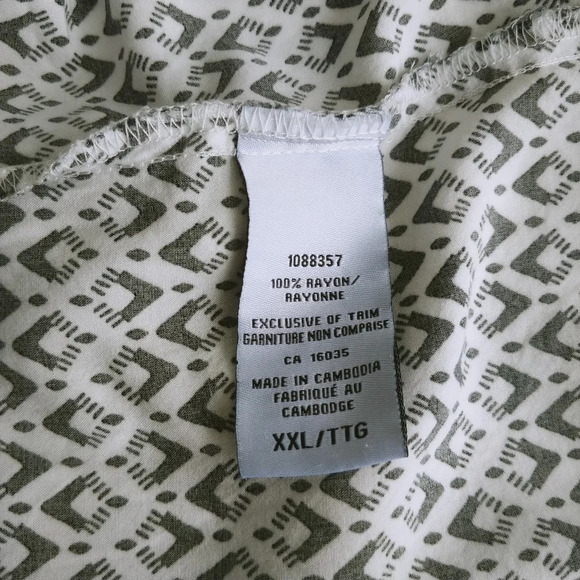 1088357
100% RAYON/
RAYONNE
EXCLUSIVE OF TRIM
GARNITURE NON COMPRISE
CA 16035
MADE IN CAMBODIA
FABRIQUÉ AU
CAMBODGE
XXL/TTG